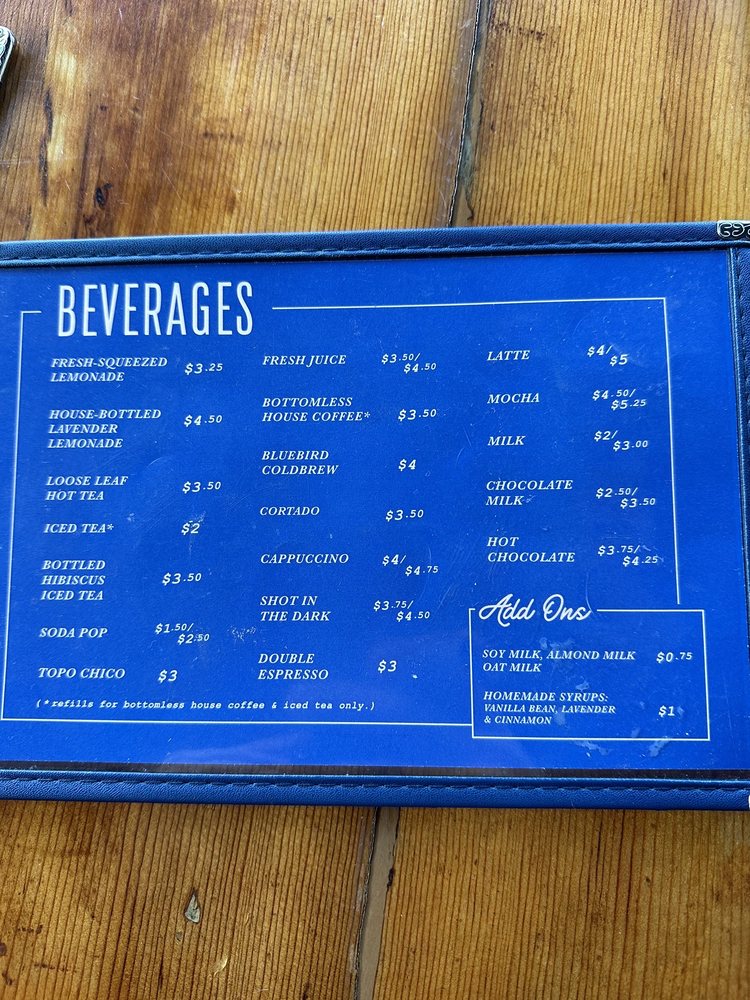 BEVERAGES
FRESH-SQUEEZED
LEMONADE
$3.25
HOUSE-BOTTLED
LAVENDER
LEMONADE
$4.50
LOOSE LEAF
HOT TEA
$3.50
ICED TEA*
$2
BOTTLED
HIBISCUS
ICED TEA
$3.50
SODA POP
$1.50/
$2.50
TOPO CHICO
$3
FRESH JUICE
$3.50/
$4.50
BOTTOMLESS
HOUSE COFFEE*
$3.50
BLUEBIRD
COLDBREW
$4
CORTADO
$3.50
CAPPUCCINO
$4/
$4.75
SHOT IN
THE DARK
$3.75/
$4.50
DOUBLE
ESPRESSO
$3
LATTE
$4/
$5
MOCHA
$4.50/
$5.25
MILK
$2/
$3.00
CHOCOLATE
MILK
$2.50/
$3.50
HOT
CHOCOLATE
$3.75/
$4.25
(*refills for bottomless house coffee & iced tea only.)
Add Ons
SOY MILK, ALMOND MILK
OAT MILK
$0.75
HOMEMADE SYRUPS:
VANILLA BEAN, LAVENDER
& CINNAMON
$1